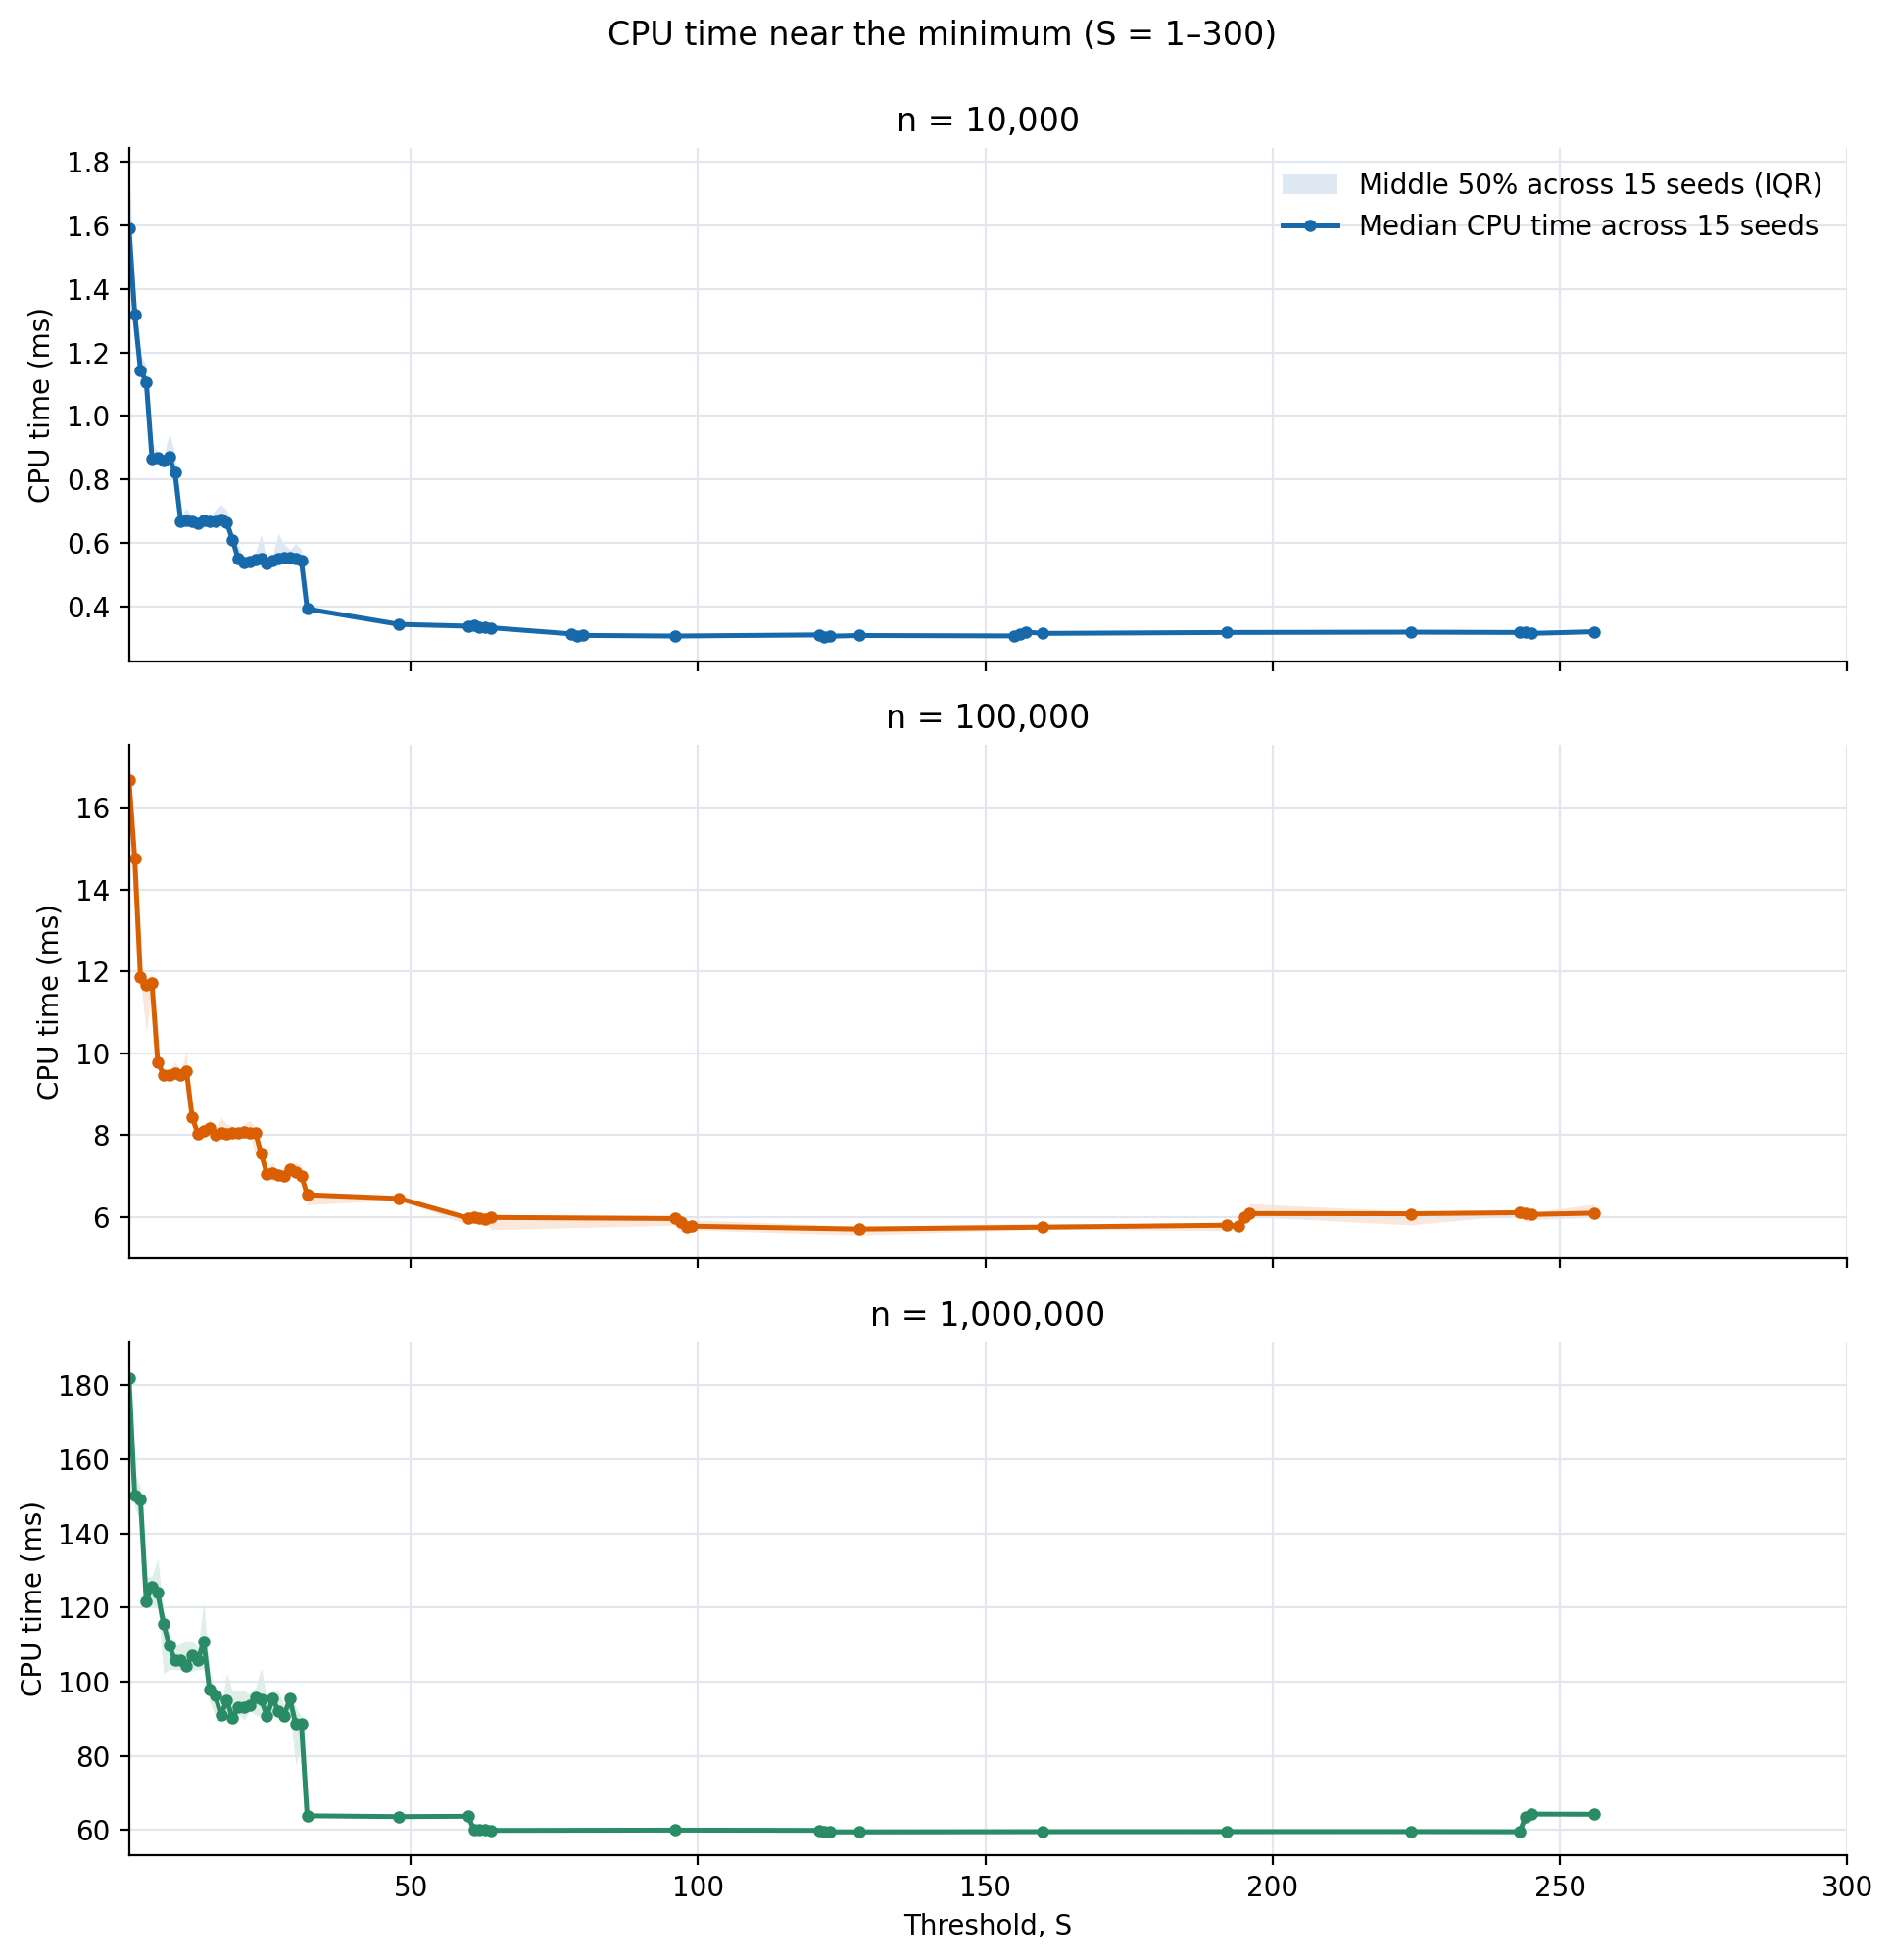 CPU time near the minimum (S = 1–300)
n = 10,000
1.8
1.6
1.4
1.2
1.0
0.8
0.6
0.4
CPU time (ms)
Middle 50% across 15 seeds (IQR)
Median CPU time across 15 seeds
n = 100,000
16
14
12
10
8
6
CPU time (ms)
n = 1,000,000
180
160
140
120
100
80
60
CPU time (ms)
50 100 150 200 250 300
Threshold, S